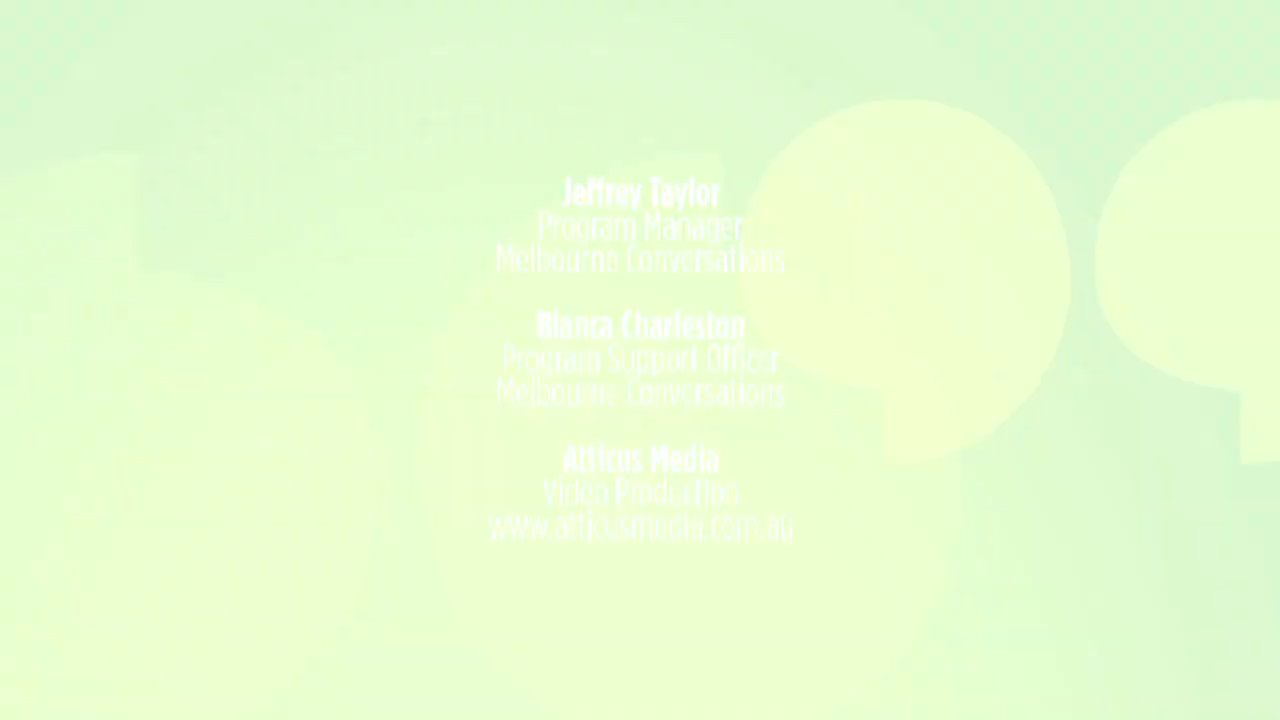 Jeffrey Taylor
Program Manager
Melbourne Conversations
Bianca Charleston
Program Support Officer
Melbourne Conversations
Atticus Media
Video Production
www.atticusmedia.com.au